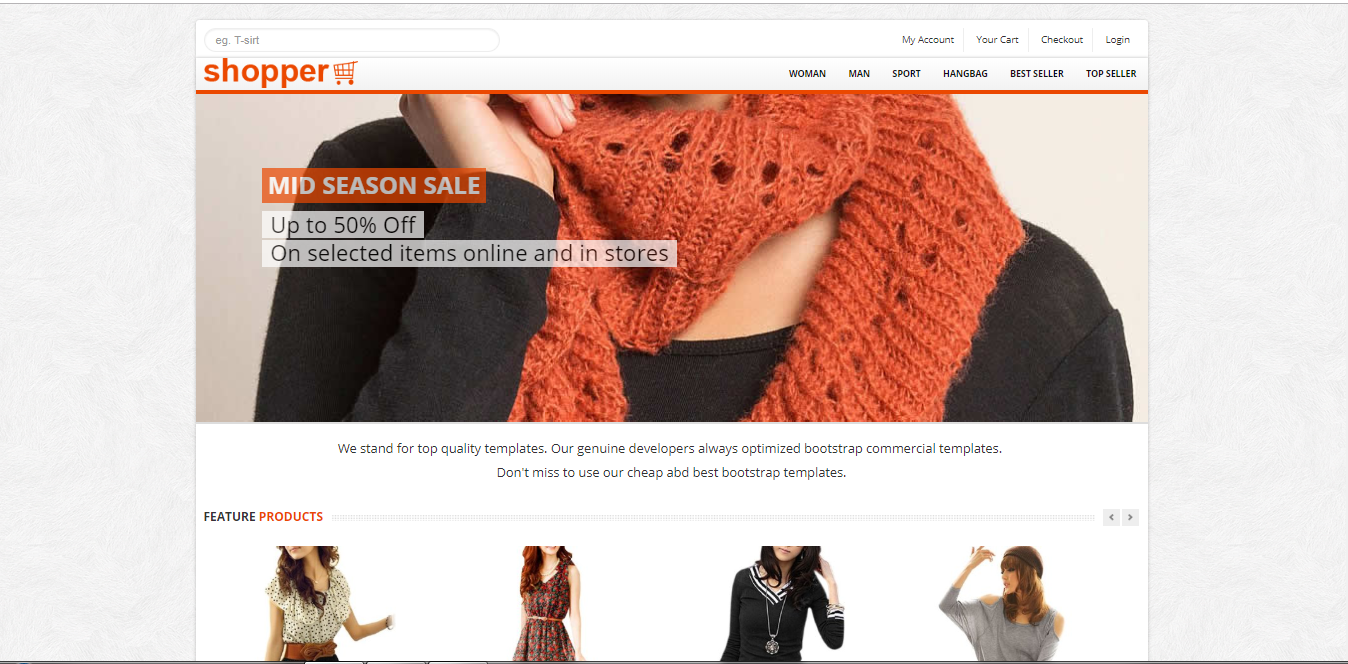 eg. T-sirt
My Account
Your Cart
Checkout
Login
shopper
WOMAN
MAN
SPORT
HANGBAG
BEST SELLER
TOP SELLER
MID SEASON SALE
Up to 50% Off
On selected items online and in stores
We stand for top quality templates. Our genuine developers always optimized bootstrap commercial templates.
Don't miss to use our cheap abd best bootstrap templates.
FEATURE PRODUCTS